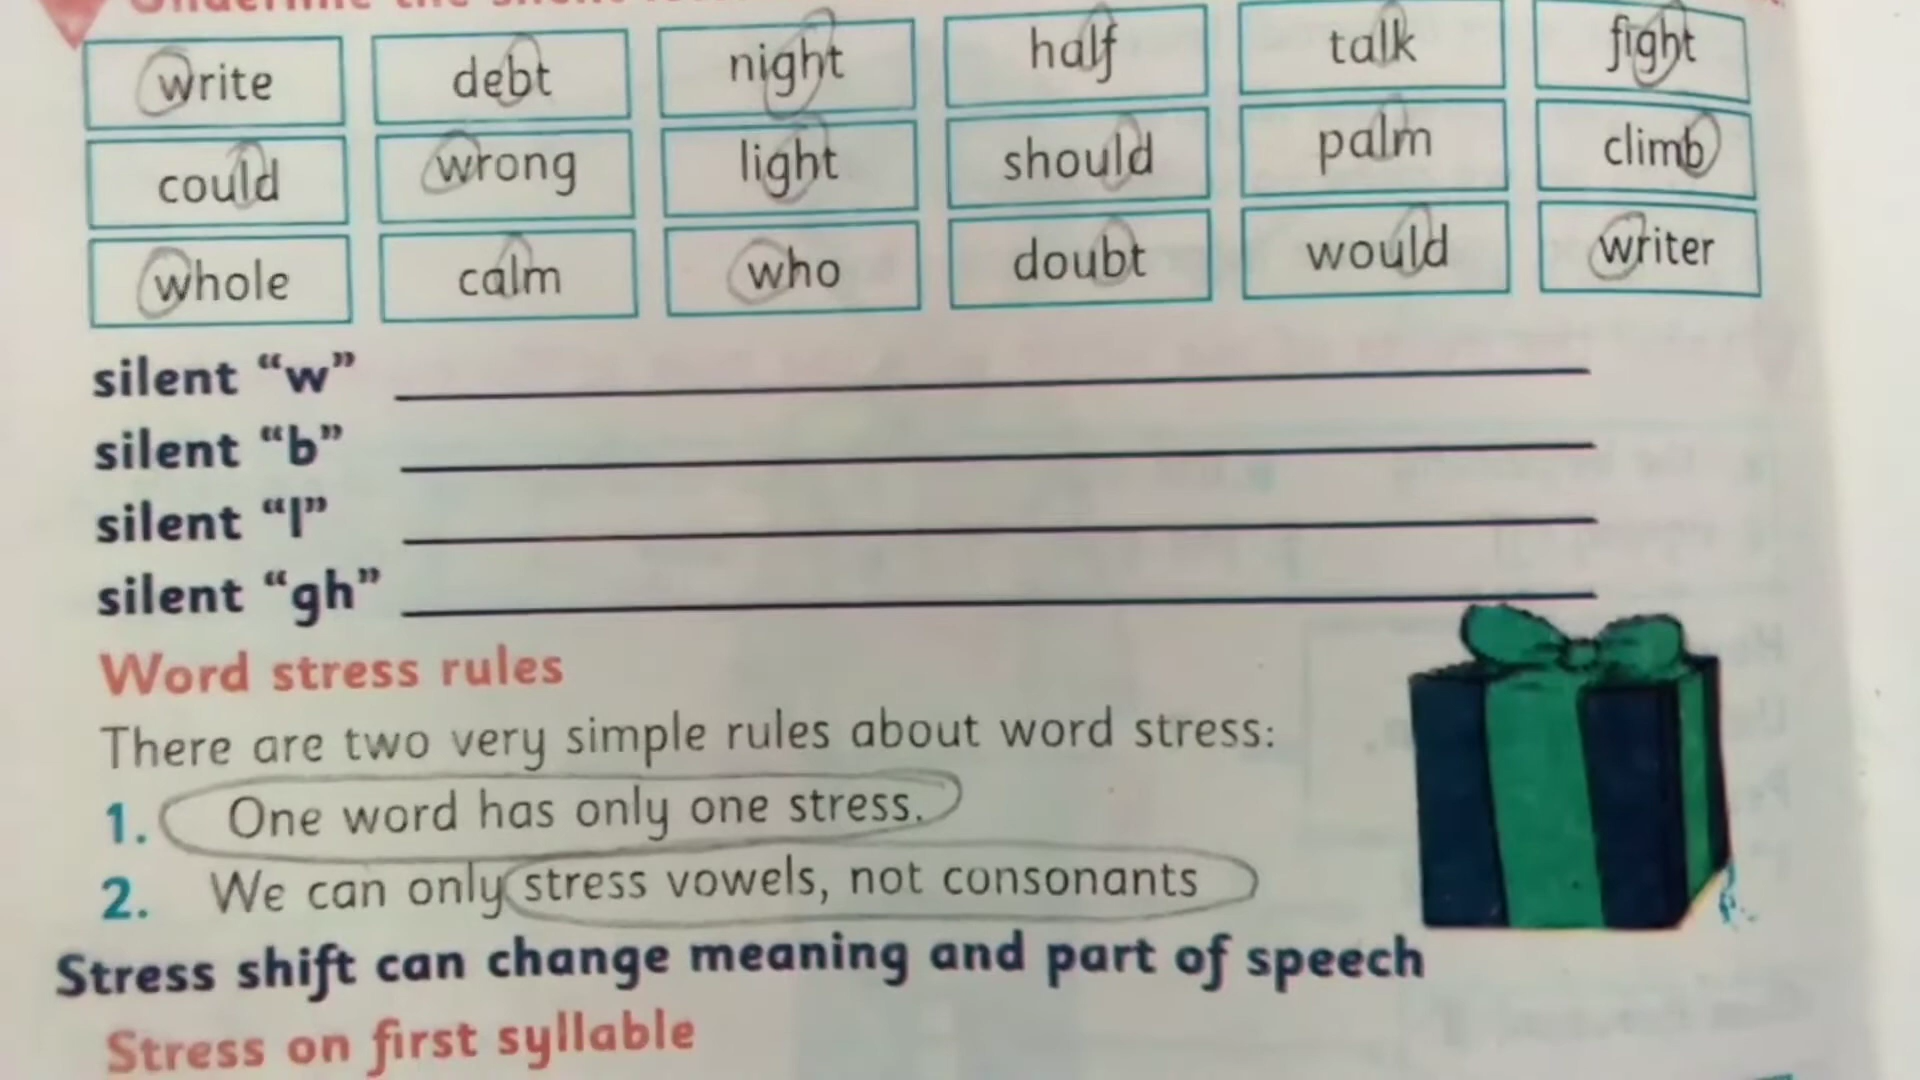 Underline the silent
write debt night half talk fight
could wrong light should palm climb
whole calm who doubt would writer
silent “w”
silent “b”
silent “l”
silent “gh”
Word stress rules
There are two very simple rules about word stress:
1. One word has only one stress.
2. We can only stress vowels, not consonants
Stress shift can change meaning and part of speech
Stress on first syllable